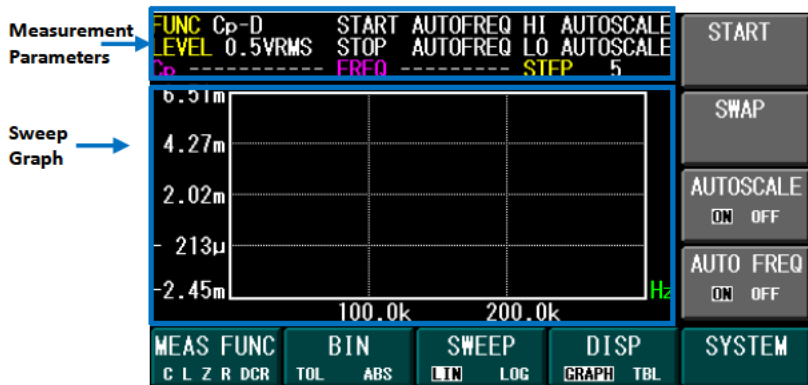 Measurement
Parameters
FUNC Cp-D START AUTOFREQ HI AUTOSCALE
LEVEL 0.5VRMS STOP AUTOFREQ LO AUTOSCALE
Cp ----------- FREQ --------- STEP 5
Sweep
Graph
6.51m
4.27m
2.02m
- 213µ
-2.45m
100.0k 200.0k
Hz
START
SWAP
AUTOSCALE
ON OFF
AUTO FREQ
ON OFF
MEAS FUNC
C L Z R DCR
BIN
TOL ABS
SWEEP
LIN LOG
DISP
GRAPH TBL
SYSTEM